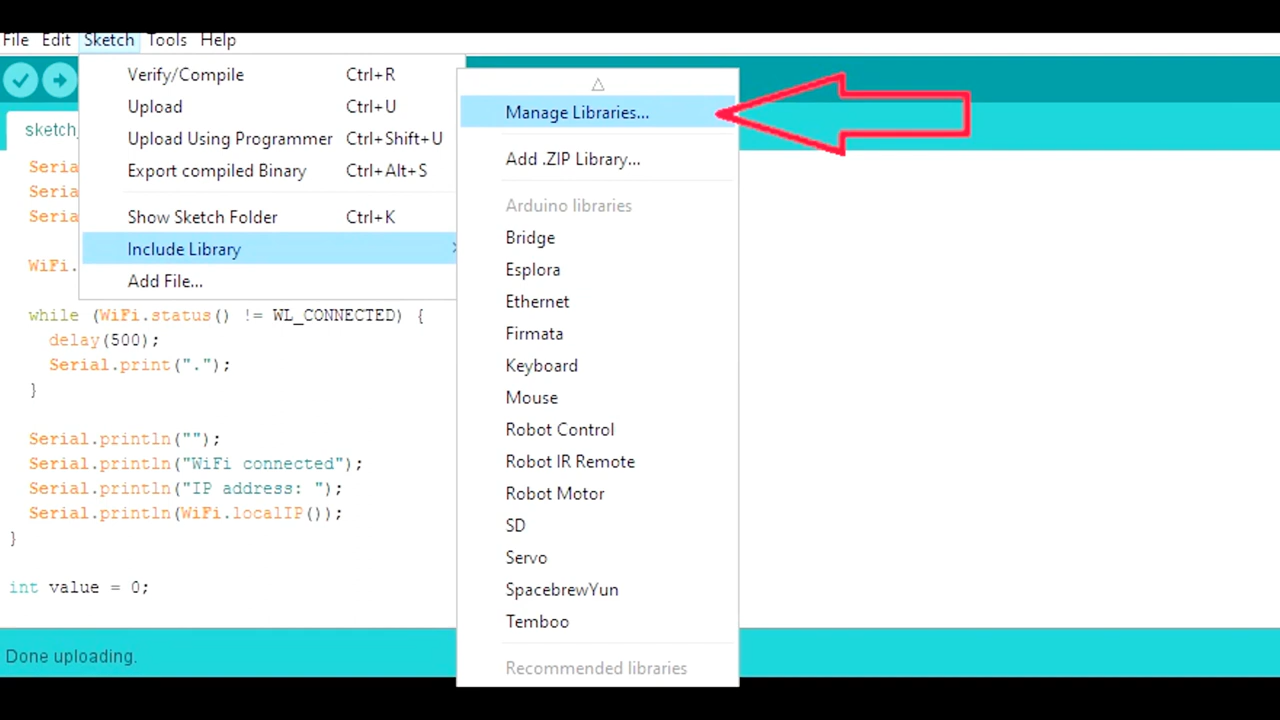 File Edit Sketch Tools Help
Verify/Compile Ctrl+R
Upload Ctrl+U
Upload Using Programmer Ctrl+Shift+U
Export compiled Binary Ctrl+Alt+S
Show Sketch Folder Ctrl+K
Include Library
Add File...
Manage Libraries...
Add .ZIP Library...
Arduino libraries
Bridge
Esplora
Ethernet
Firmata
Keyboard
Mouse
Robot Control
Robot IR Remote
Robot Motor
SD
Servo
SpacebrewYun
Temboo
Recommended libraries
sketch_
Seria
Seria
Seria
WiFi.
while (WiFi.status() != WL_CONNECTED) {
delay(500);
Serial.print(".");
}
Serial.println("");
Serial.println("WiFi connected");
Serial.println("IP address: ");
Serial.println(WiFi.localIP());
}
int value = 0;
Done uploading.